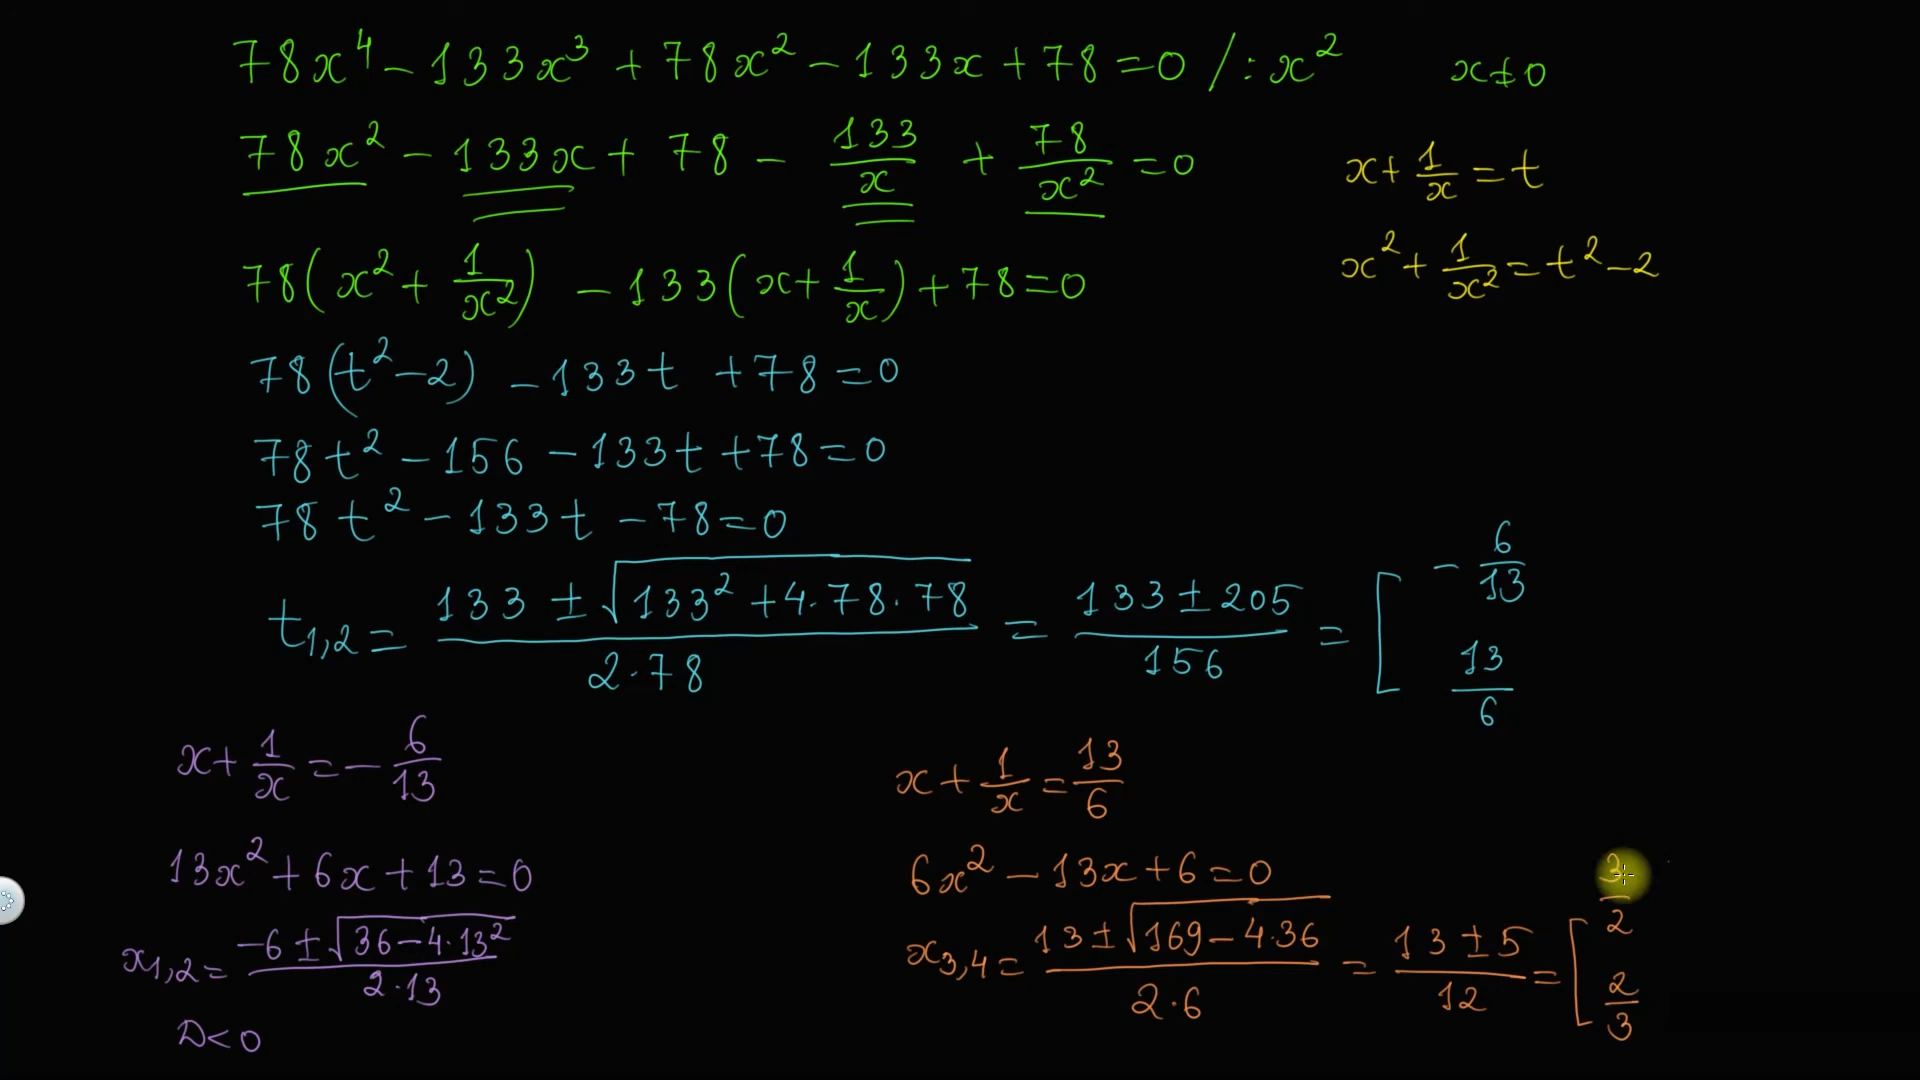 78x⁴ − 133x³ + 78x² − 133x + 78 = 0 / : x²    x ≠ 0
78x² − 133x + 78 − 133/x + 78/x² = 0    x + 1/x = t
78(x² + 1/x²) − 133(x + 1/x) + 78 = 0    x² + 1/x² = t² − 2
78(t² − 2) − 133t + 78 = 0
78t² − 156 − 133t + 78 = 0
78t² − 133t − 78 = 0
t1,2 = (133 ± √(133² + 4·78·78))/(2·78) = (133 ± 205)/156 = [ −6/13
13/6
x + 1/x = −6/13    x + 1/x = 13/6
13x² + 6x + 13 = 0    6x² − 13x + 6 = 0
x1,2 = (−6 ± √(36 − 4·13²))/(2·13)    x3,4 = (13 ± √(169 − 4·36))/(2·6) = (13 ± 5)/12 = [ 3/2
2/3
D < 0